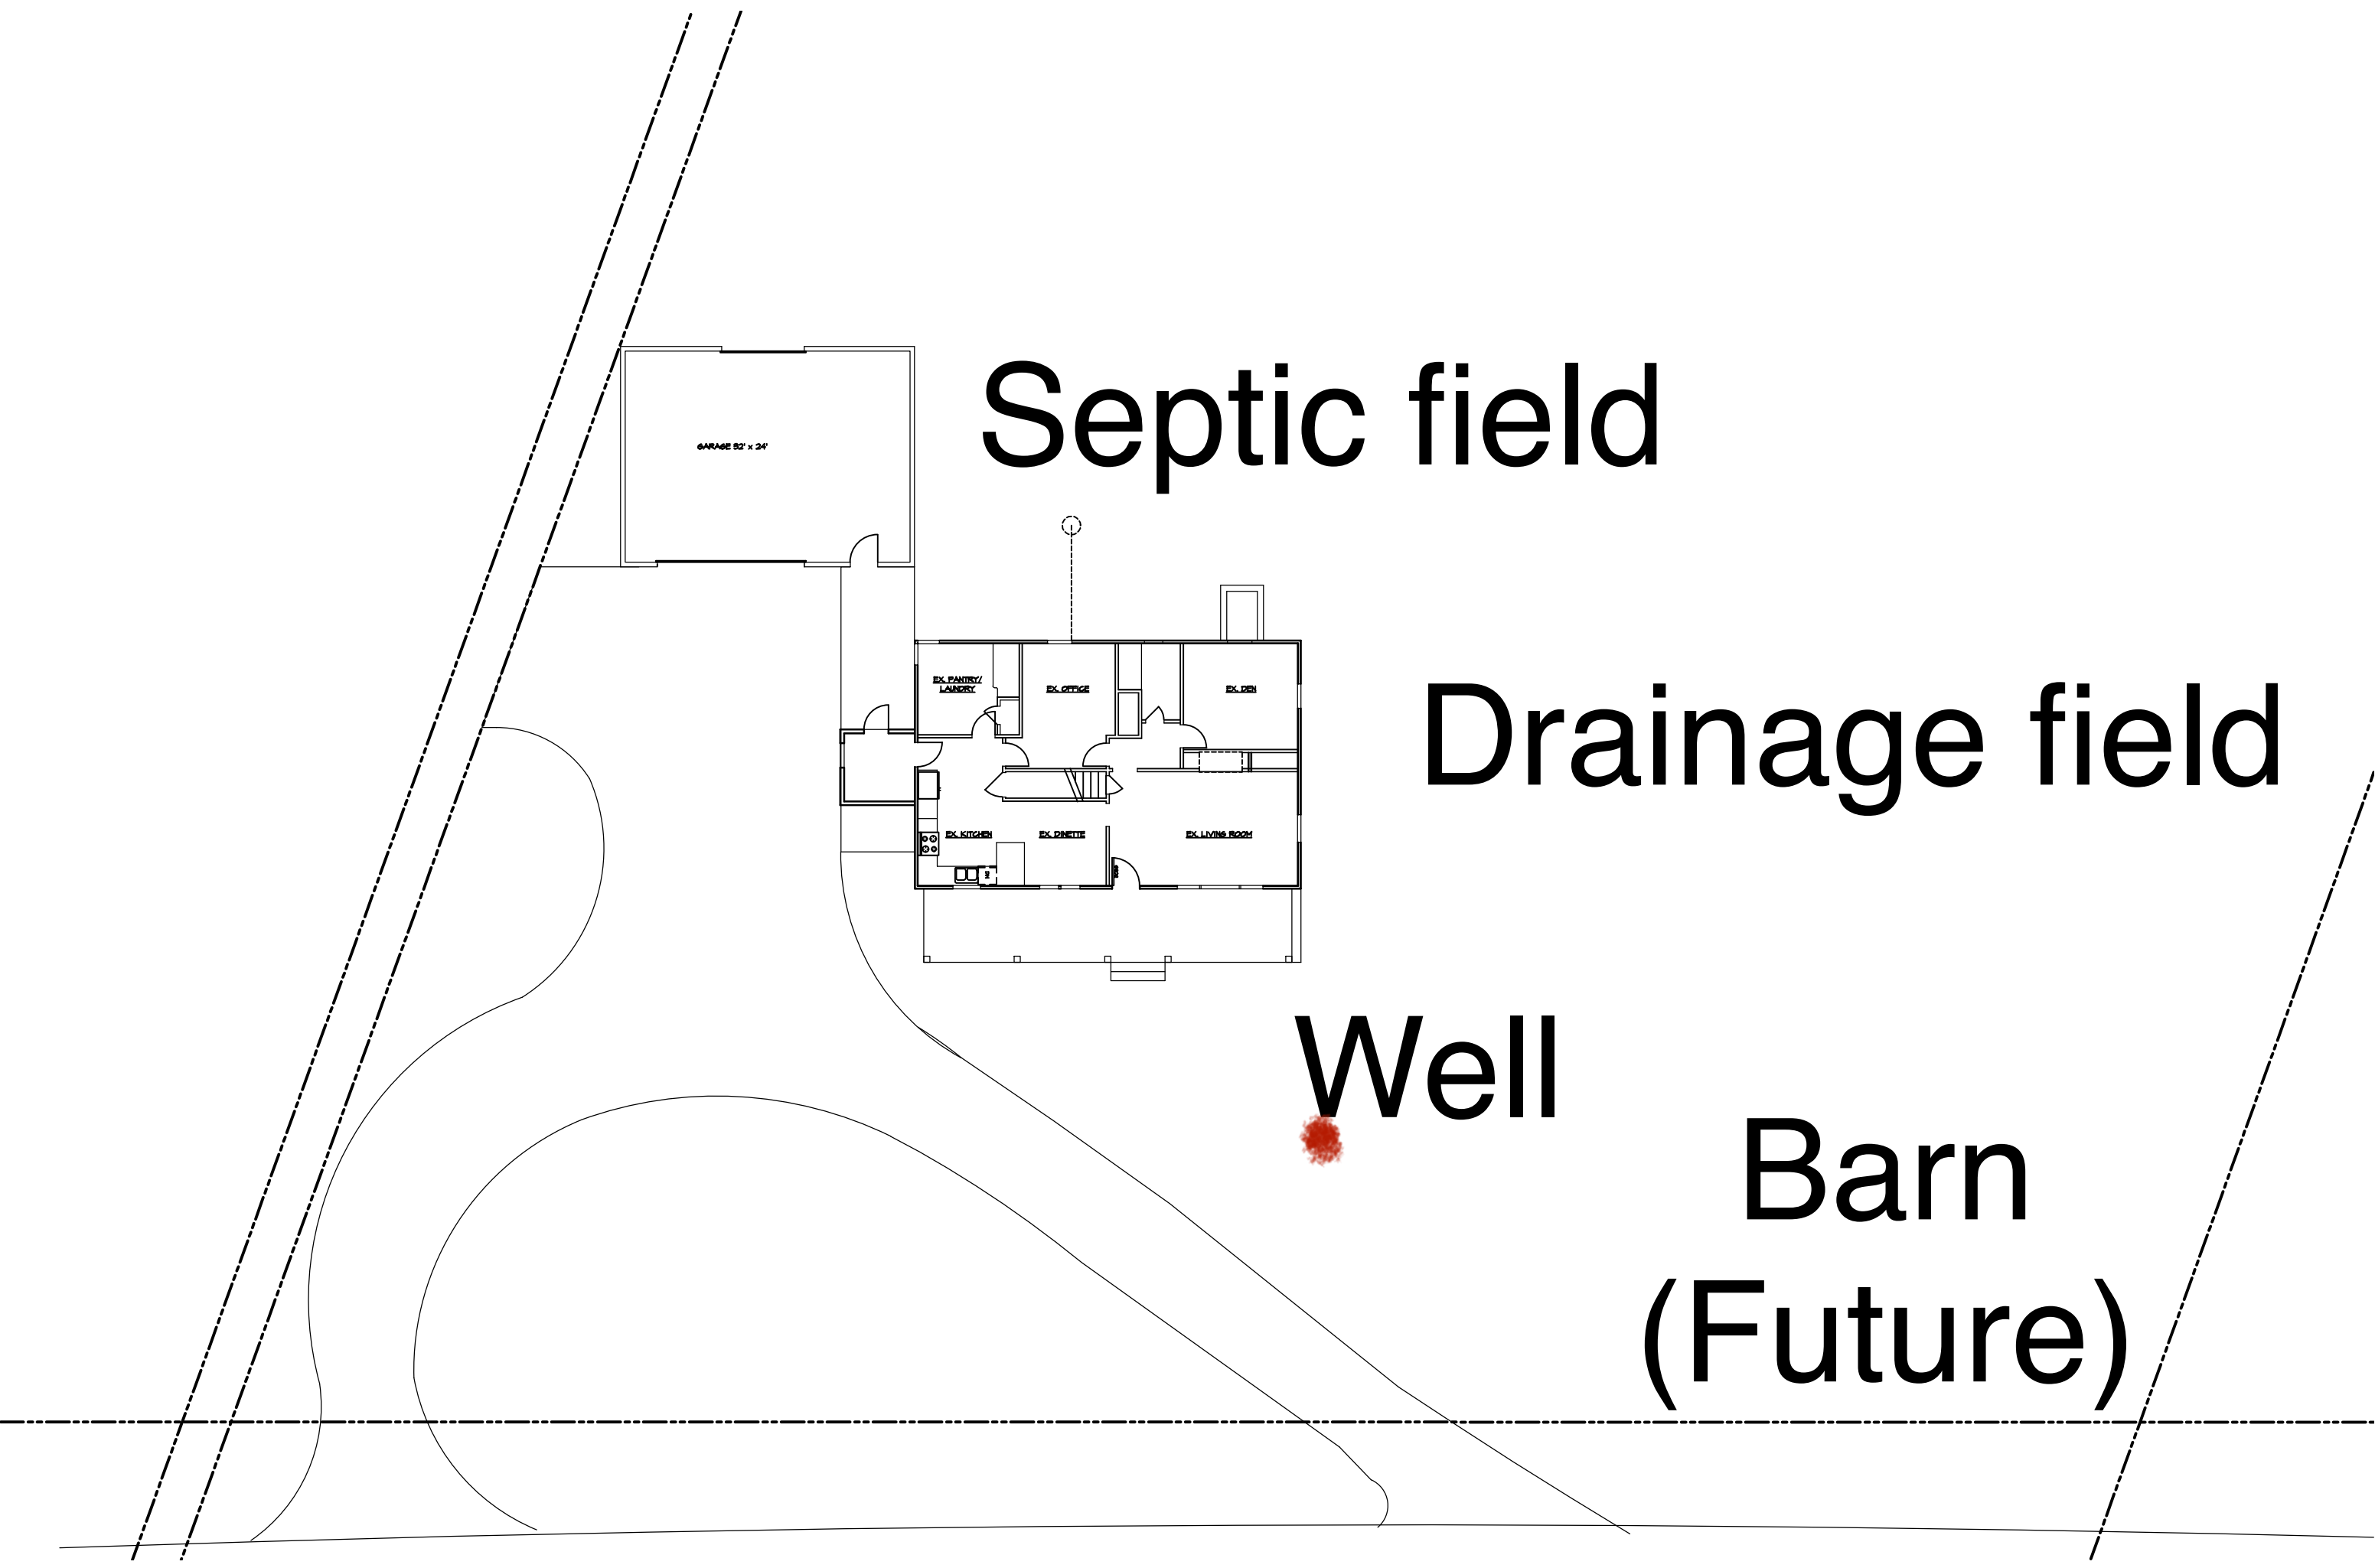 Septic field
GARAGE 32' x 24'
EX. PANTRY/
LAUNDRY
EX. OFFICE
EX. DEN
Drainage field
EX. KITCHEN
EX. DINETTE
EX. LIVING ROOM
Well
Barn
(Future)